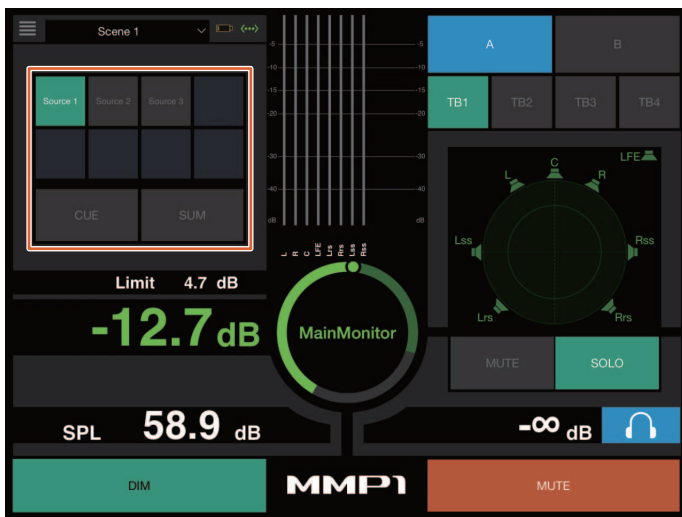 Scene 1
Source 1 Source 2 Source 3
CUE SUM
Limit 4.7 dB
-12.7 dB
SPL 58.9 dB
DIM
-5 -5
-10 -10
-15 -15
-20 -20
-30 -30
-40 -40
dB dB
L R C LFE Lrs Rrs Lss Rss
MainMonitor
MMP1
A B
TB1 TB2 TB3 TB4
LFE
L C R
Lss Rss
Lrs Rrs
MUTE SOLO
-∞ dB
MUTE